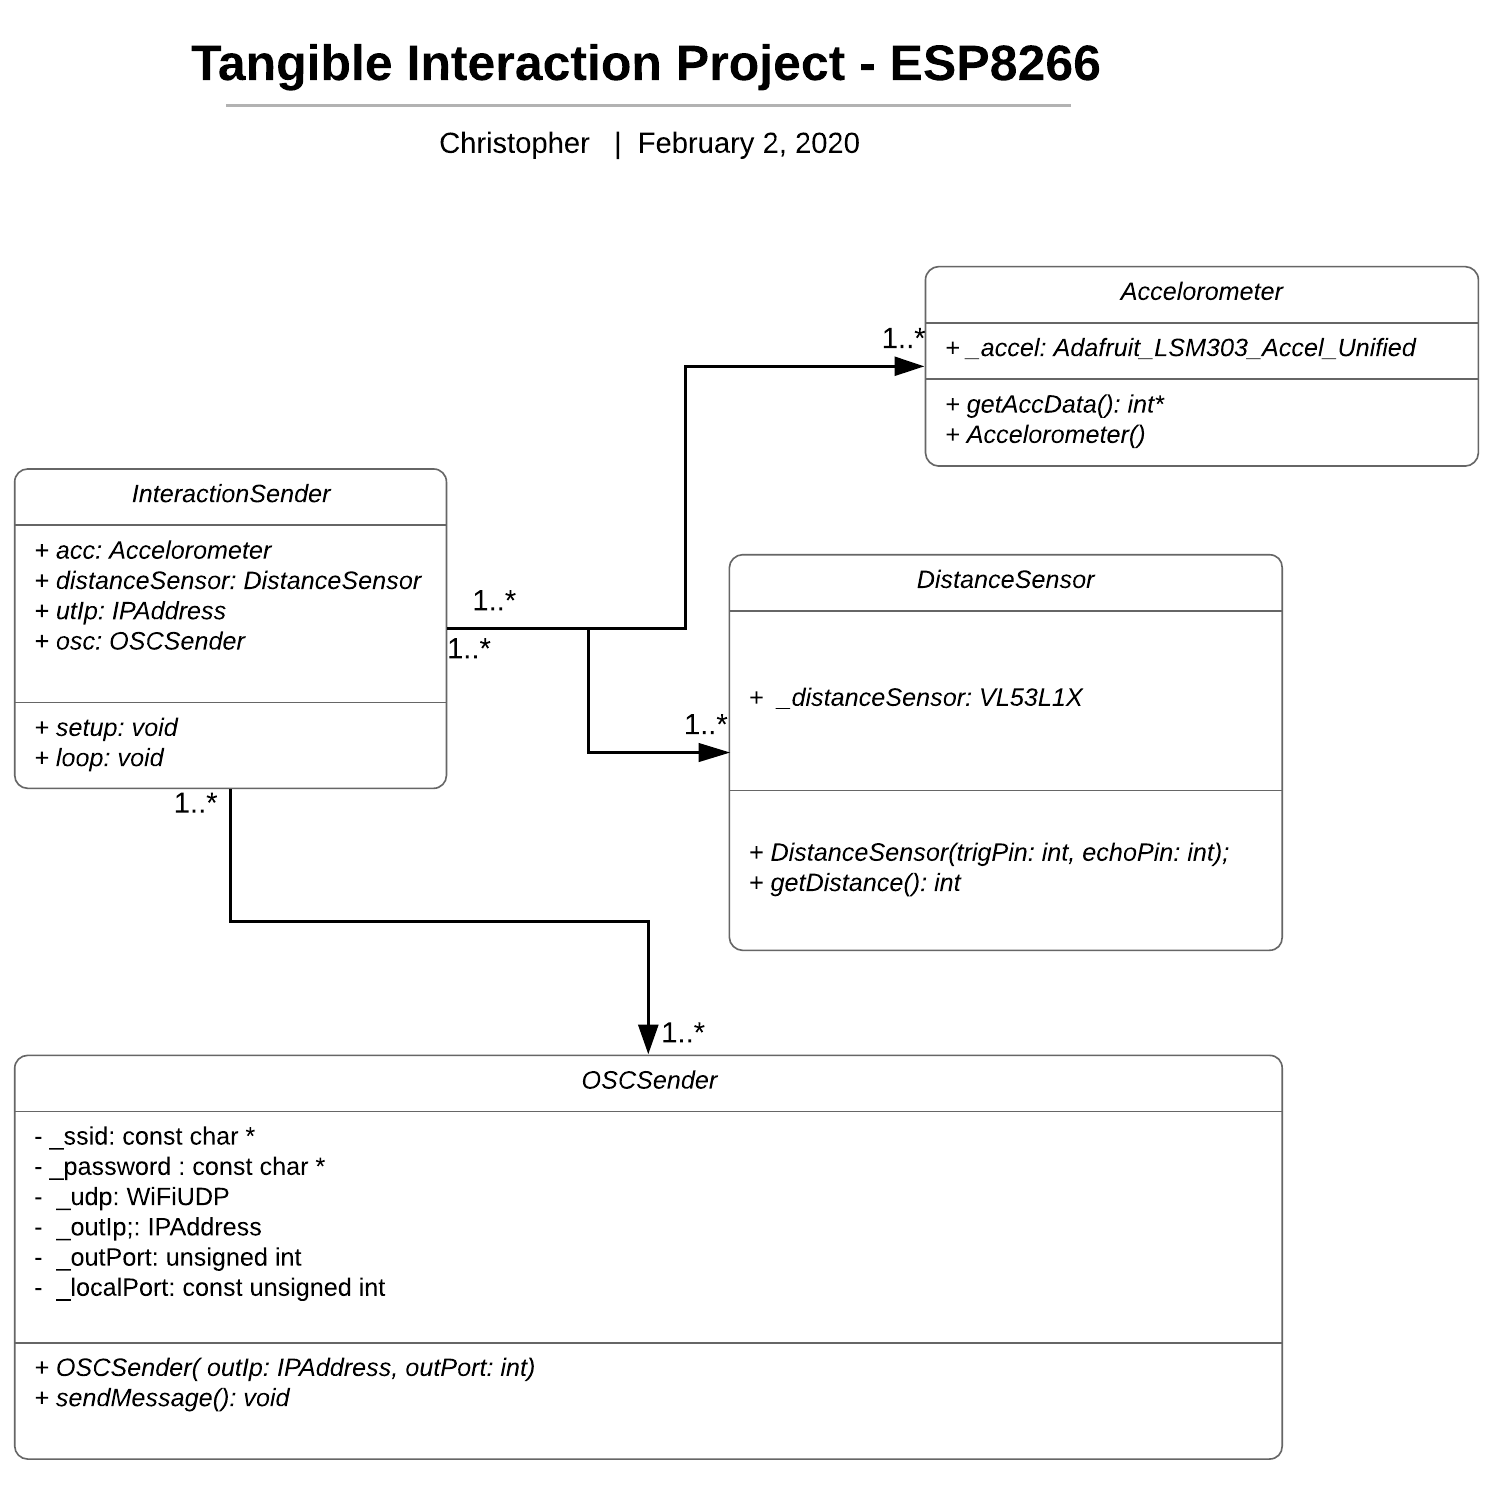 Tangible Interaction Project - ESP8266
Christopher | February 2, 2020
Accelorometer
1..*
+ _accel: Adafruit_LSM303_Accel_Unified
+ getAccData(): int*
+ Accelorometer()
InteractionSender
+ acc: Accelorometer
+ distanceSensor: DistanceSensor
+ utIp: IPAddress
+ osc: OSCSender
+ setup: void
+ loop: void
1..*
1..*
1..*
DistanceSensor
1..*
+ _distanceSensor: VL53L1X
+ DistanceSensor(trigPin: int, echoPin: int);
+ getDistance(): int
1..*
OSCSender
- _ssid: const char *
- _password : const char *
- _udp: WiFiUDP
- _outIp;: IPAddress
- _outPort: unsigned int
- _localPort: const unsigned int
+ OSCSender( outIp: IPAddress, outPort: int)
+ sendMessage(): void